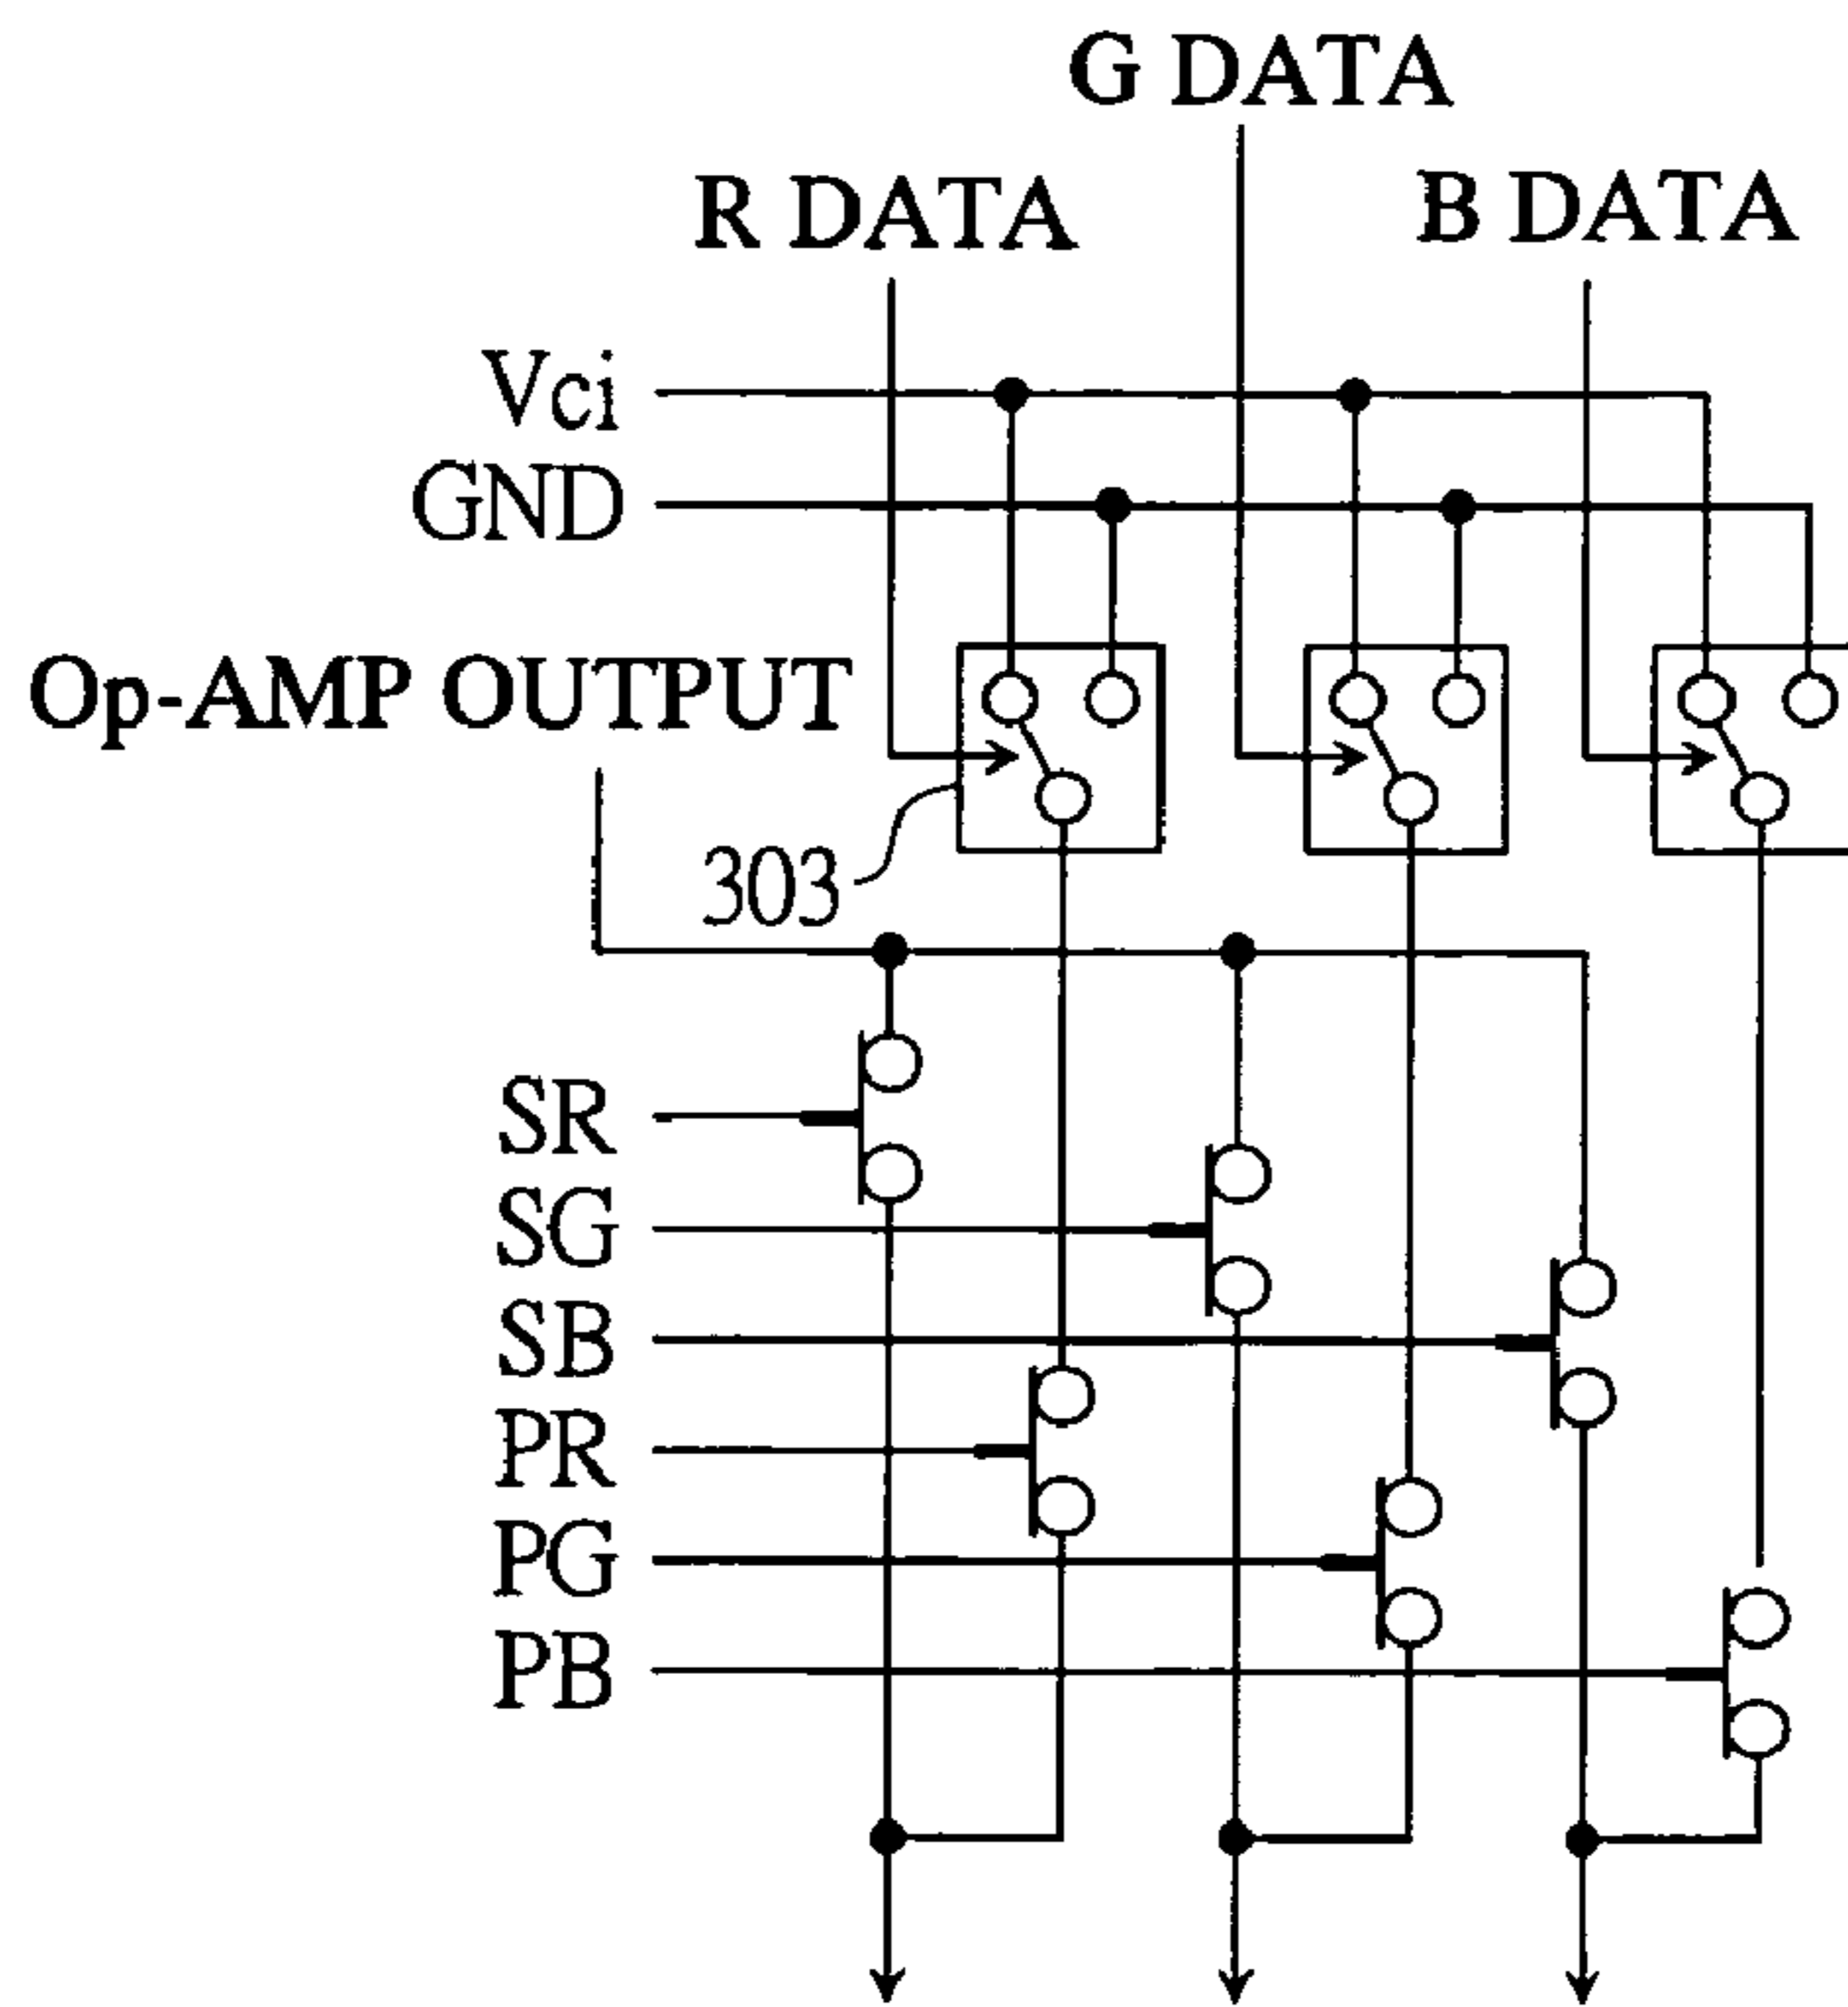 G DATA
R DATA
B DATA
Vci
GND
Op-AMP OUTPUT
303
SR
SG
SB
PR
PG
PB